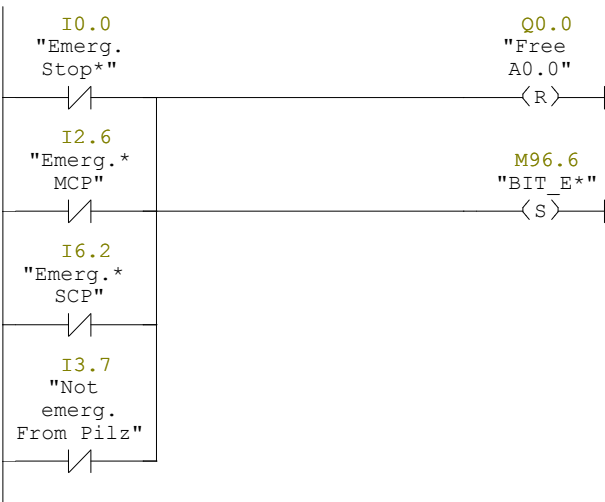 I0.0
"Emerg.
Stop*"
Q0.0
"Free
A0.0"
R
I2.6
"Emerg.*
MCP"
M96.6
"BIT_E*"
S
I6.2
"Emerg.*
SCP"
I3.7
"Not
emerg.
From Pilz"